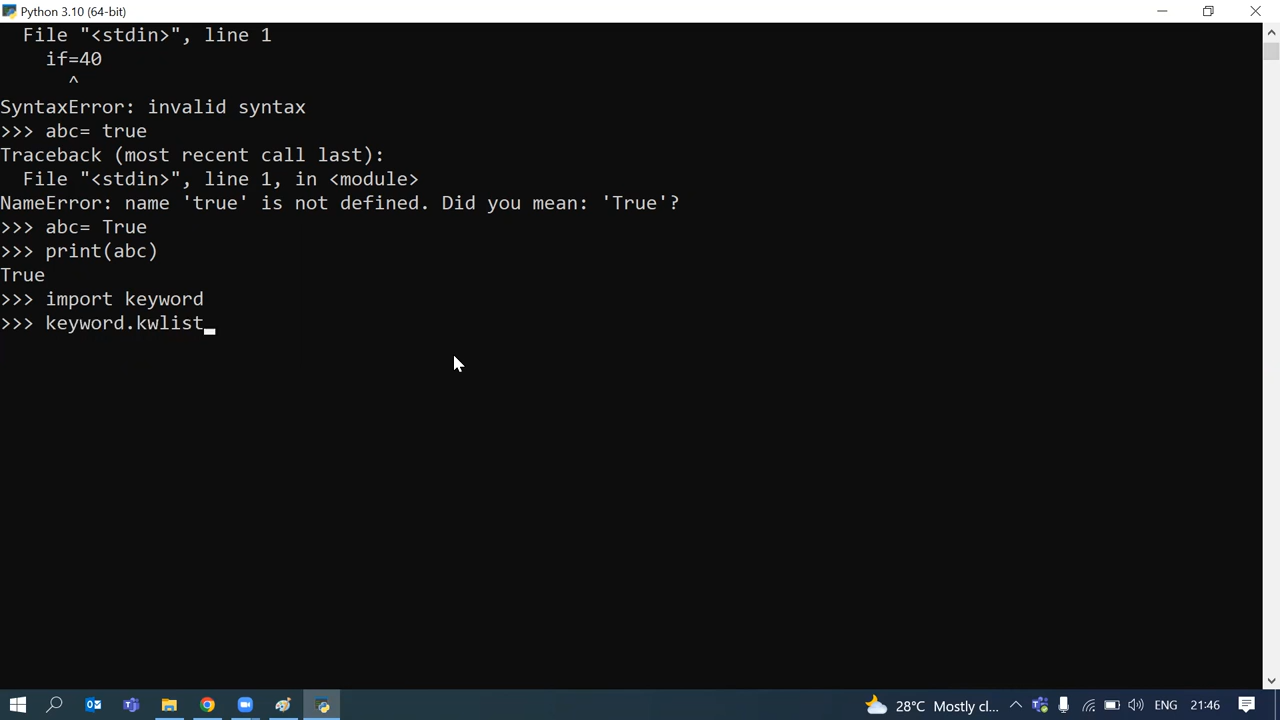 Python 3.10 (64-bit)
  File "<stdin>", line 1
    if=40
      ^
SyntaxError: invalid syntax
>>> abc= true
Traceback (most recent call last):
  File "<stdin>", line 1, in <module>
NameError: name 'true' is not defined. Did you mean: 'True'?
>>> abc= True
>>> print(abc)
True
>>> import keyword
>>> keyword.kwlist_
28°C Mostly cl... ENG 21:46